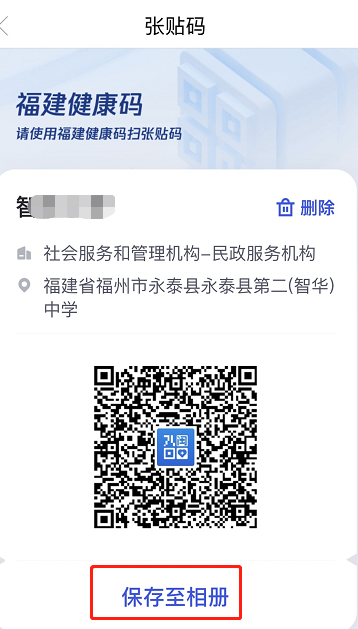 张贴码
福建健康码
请使用福建健康码扫张贴码
智
删除
社会服务和管理机构-民政服务机构
福建省福州市永泰县永泰县第二(智华)
中学
保存至相册